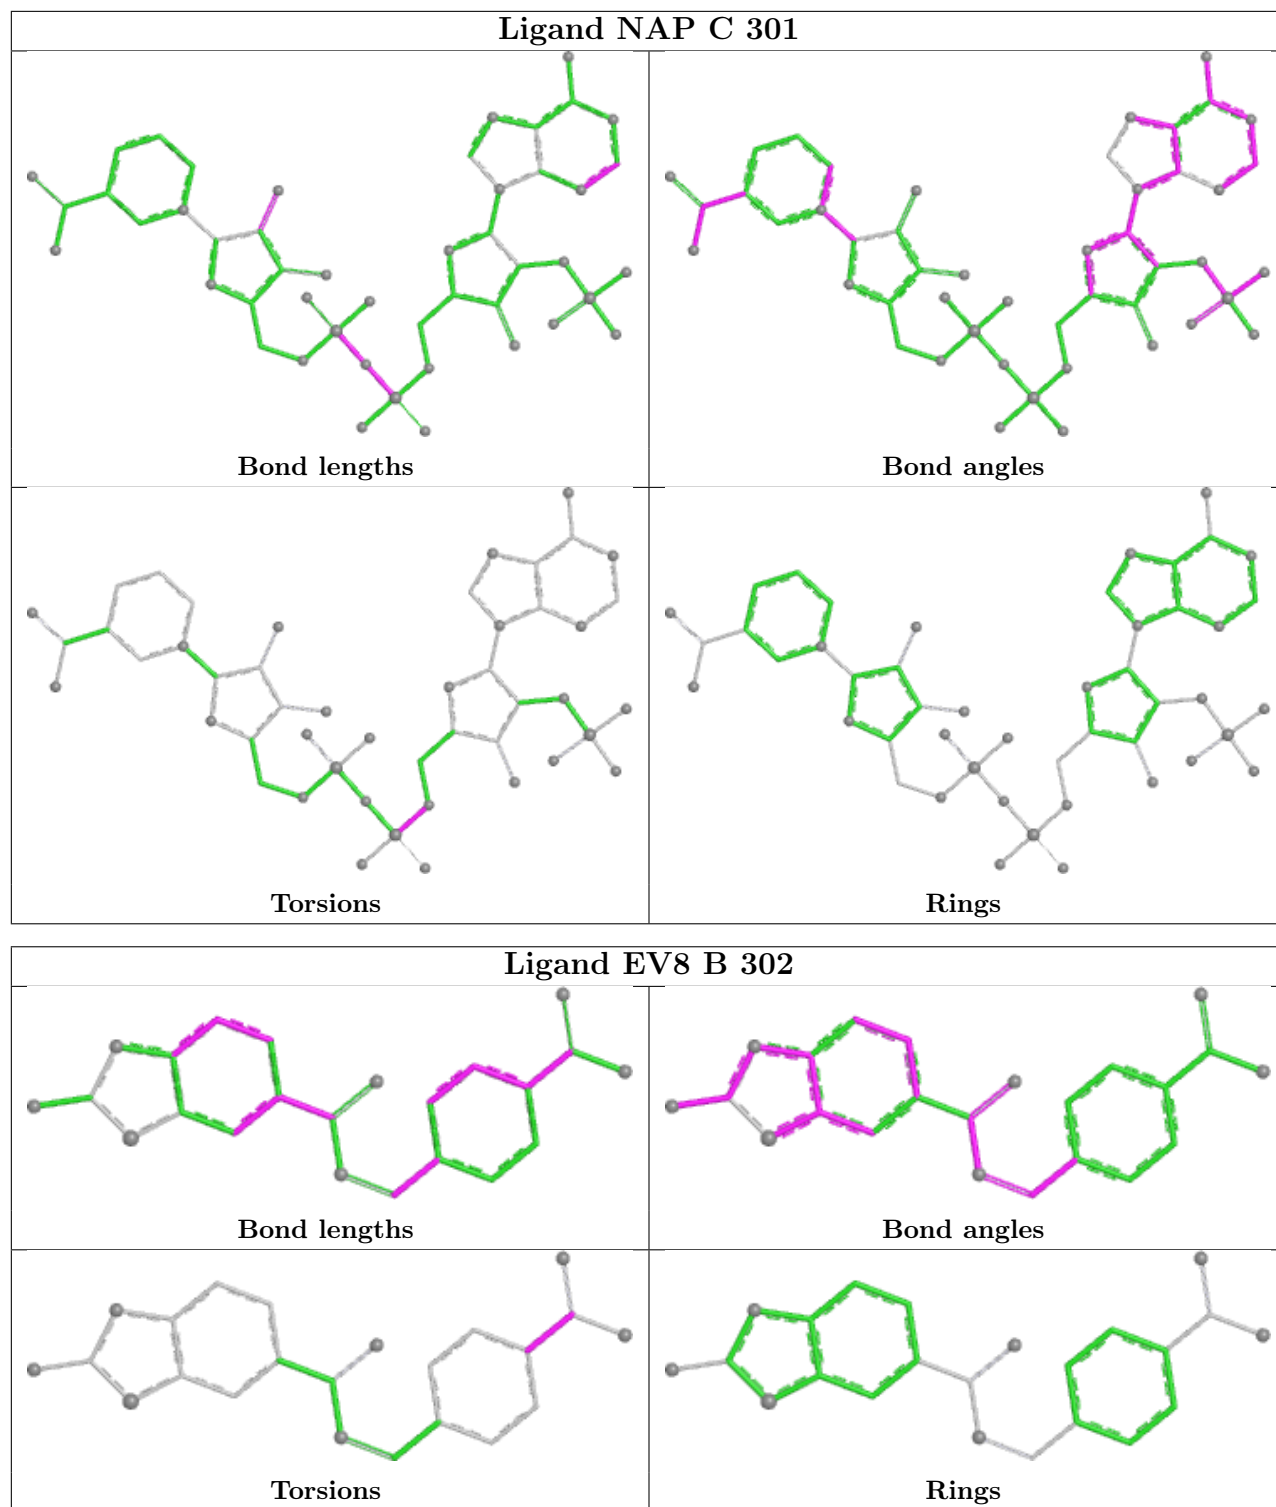 Ligand NAP C 301
Bond lengths
Bond angles
Torsions
Rings
Ligand EV8 B 302
Bond lengths
Bond angles
Torsions
Rings